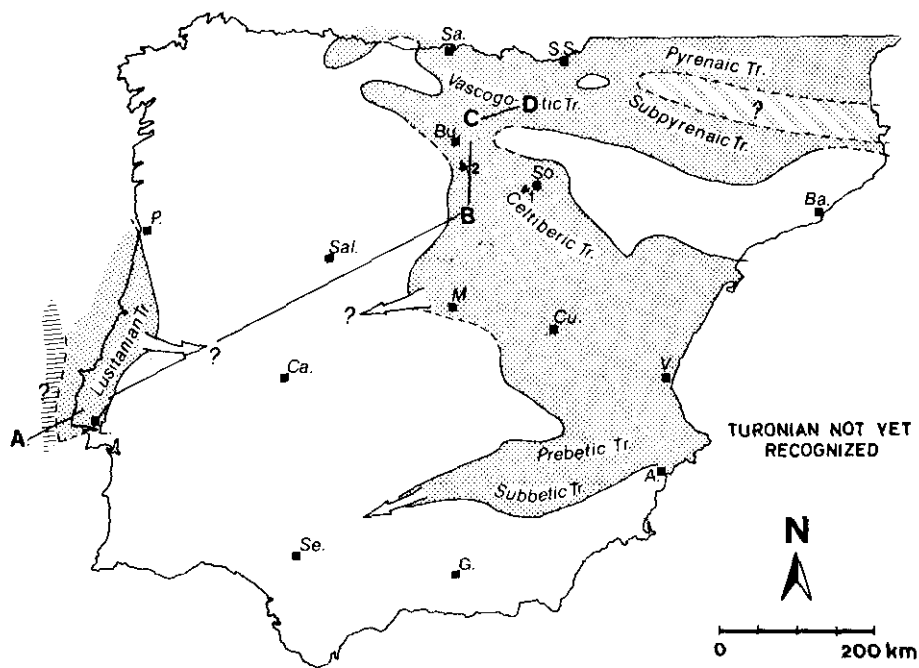 Sa.
S.S.
Pyrenaic Tr.
Vascogo-tic Tr.
?
C
D
Subpyrenaic Tr.
Bu.
2
So
1
Ba.
B
Celtiberic Tr.
P.
Sal.
M
?
Cu.
Lusitanian Tr.
?
Ca.
V.
?
A
TURONIAN NOT YET
RECOGNIZED
Prebetic Tr.
A.
Subbetic Tr.
N
Se.
G.
0 200 km